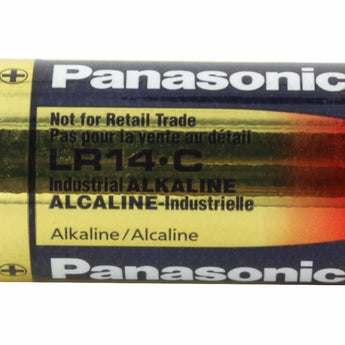 Panasonic
Not for Retail Trade
Pas pour la vente au détail
LR14·C
Industrial ALKALINE
ALCALINE-Industrielle
Alkaline/Alcaline
Panasonic